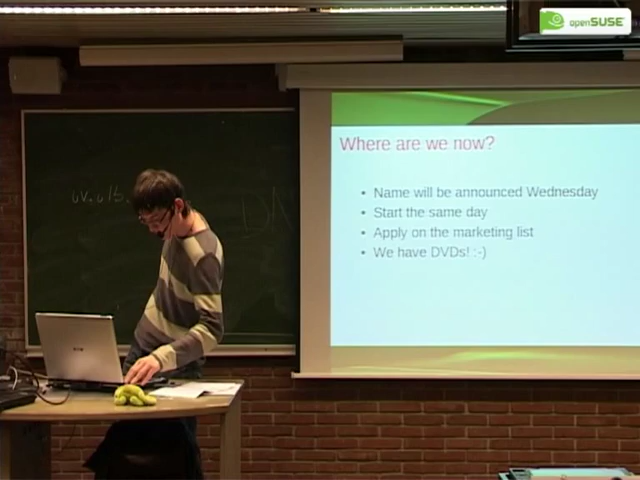 openSUSE
Where are we now?
• Name will be announced Wednesday
• Start the same day
• Apply on the marketing list
• We have DVDs! :-)